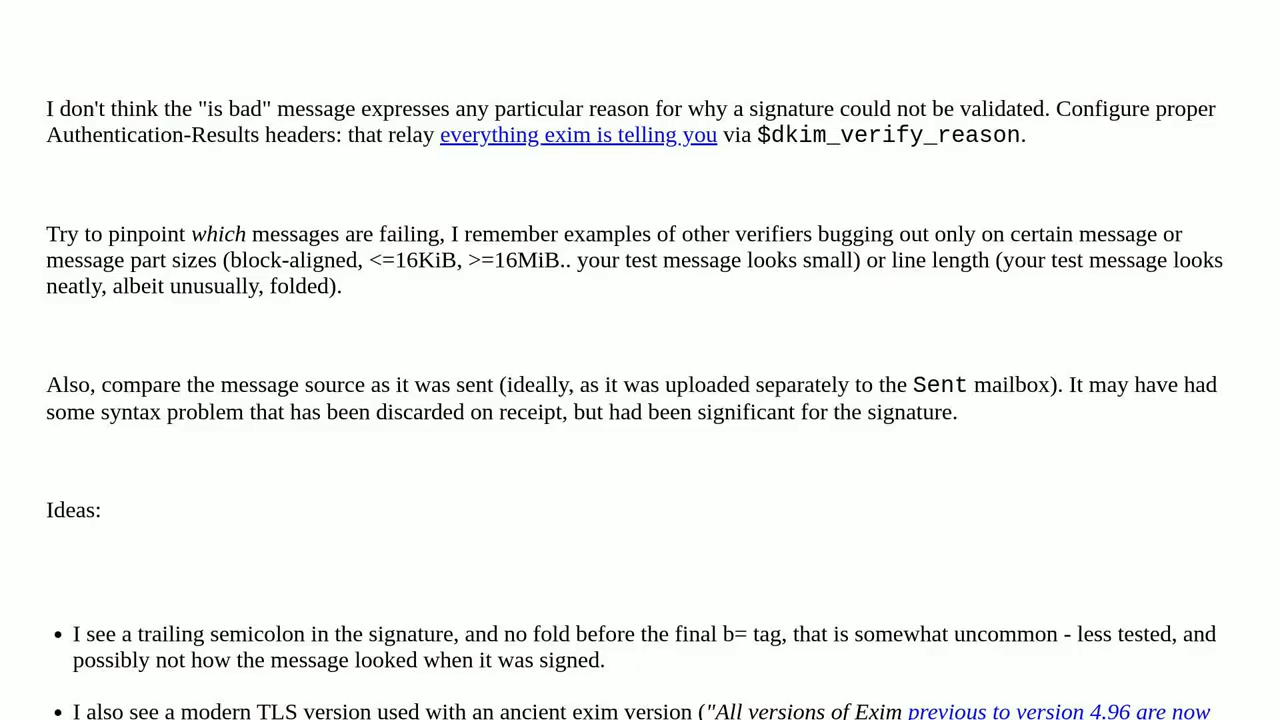 I don't think the "is bad" message expresses any particular reason for why a signature could not be validated. Configure proper
Authentication-Results headers: that relay everything exim is telling you via $dkim_verify_reason.
Try to pinpoint which messages are failing, I remember examples of other verifiers bugging out only on certain message or
message part sizes (block-aligned, <=16KiB, >=16MiB.. your test message looks small) or line length (your test message looks
neatly, albeit unusually, folded).
Also, compare the message source as it was sent (ideally, as it was uploaded separately to the Sent mailbox). It may have had
some syntax problem that has been discarded on receipt, but had been significant for the signature.
Ideas:
• I see a trailing semicolon in the signature, and no fold before the final b= tag, that is somewhat uncommon - less tested, and
possibly not how the message looked when it was signed.
• I also see a modern TLS version used with an ancient exim version ("All versions of Exim previous to version 4.96 are now